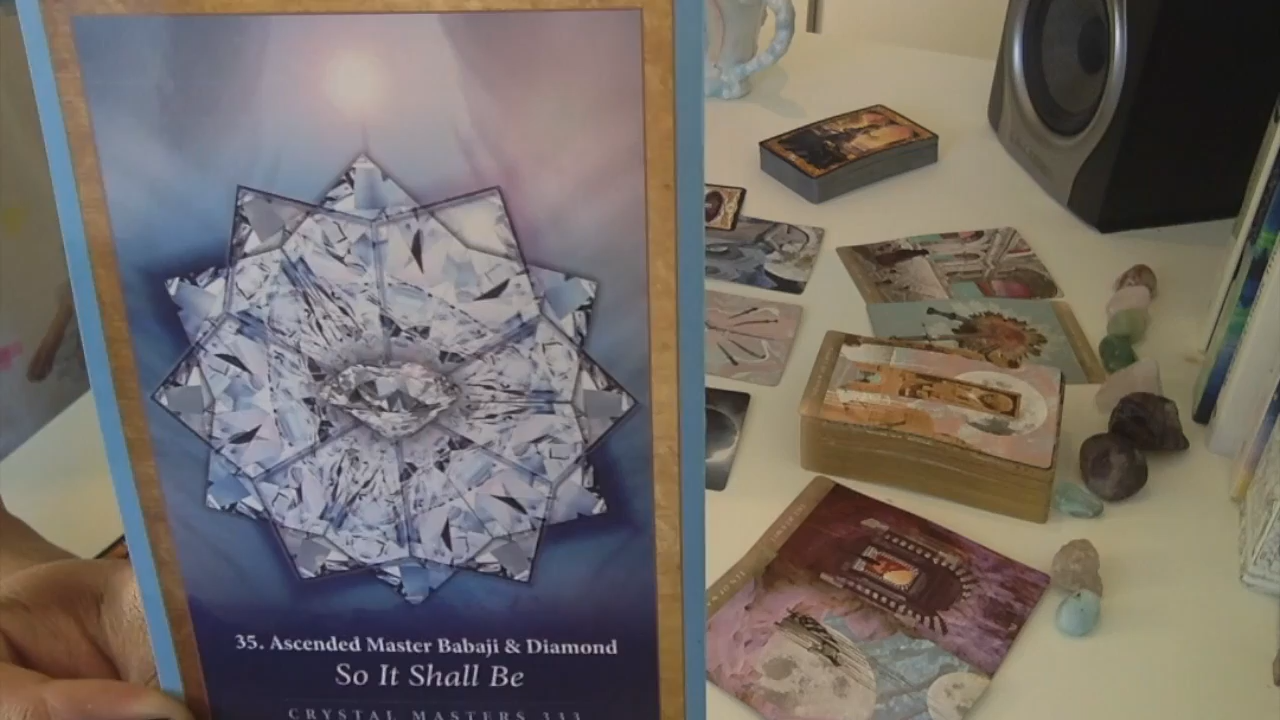 35. Ascended Master Babaji & Diamond
So It Shall Be
CRYSTAL MASTERS 333